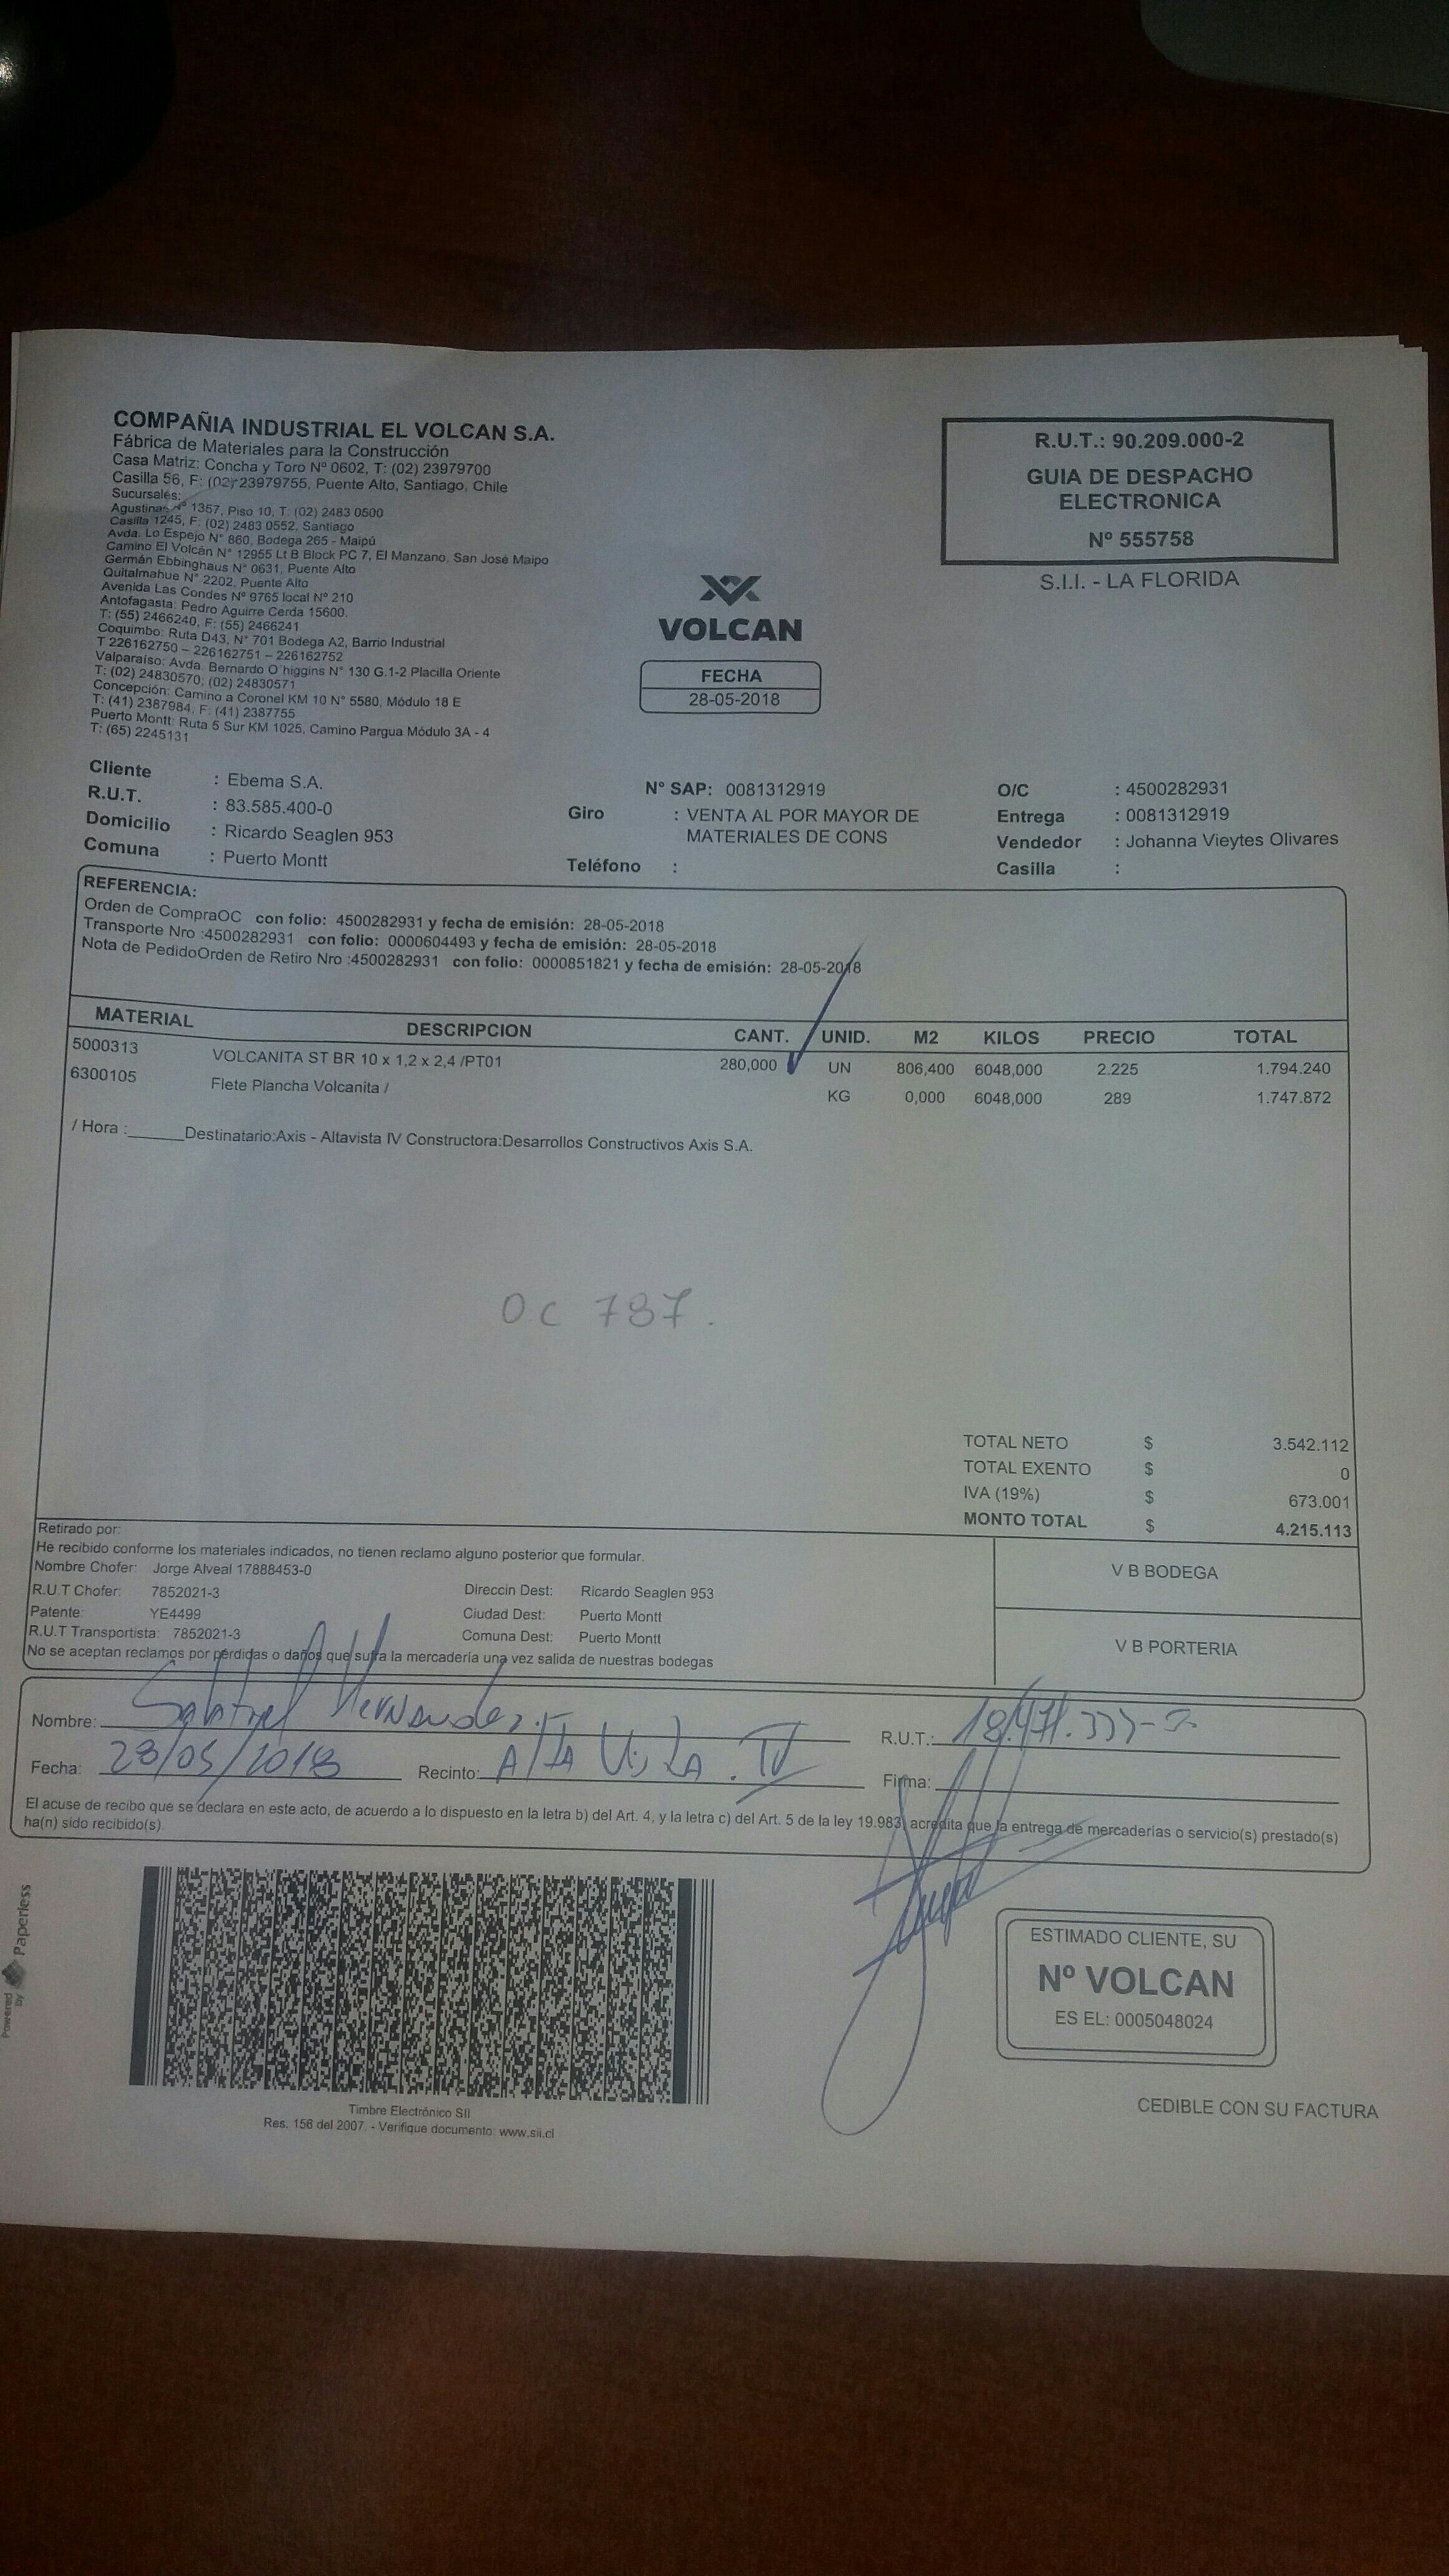 COMPAÑIA INDUSTRIAL EL VOLCAN S.A.
Fábrica de Materiales para la Construcción
Casa Matriz: Concha y Toro Nº 0602, T: (02) 23979700
Casilla 56, F: (02) 23979755, Puente Alto, Santiago, Chile
Sucursales:
Agustinas Nº 1357, Piso 10, T. (02) 2483 0500
Casilla 1245, F: (02) 2483 0552, Santiago
Avda. Lo Espejo N° 860, Bodega 265 - Maipú
Camino El Volcán N° 12955 Lt B Block PC 7, El Manzano, San José Maipo
Germán Ebbinghaus N° 0631, Puente Alto
Quitalmahue N° 2202, Puente Alto
Avenida Las Condes Nº 9765 local Nº 210
Antofagasta: Pedro Aguirre Cerda 15600.
T: (55) 2466240, F: (55) 2466241
Coquimbo: Ruta D43, N° 701 Bodega A2, Barrio Industrial
T 226162750 – 226162751 – 226162752
Valparaíso: Avda. Bernardo O'higgins N° 130 G.1-2 Placilla Oriente
T: (02) 24830570; (02) 24830571
Concepción: Camino a Coronel KM 10 N° 5580, Módulo 18 E
T: (41) 2387984, F: (41) 2387755
Puerto Montt: Ruta 5 Sur KM 1025, Camino Pargua Módulo 3A - 4
T: (65) 2245131
R.U.T.: 90.209.000-2
GUIA DE DESPACHO
ELECTRONICA
Nº 555758
S.I.I. - LA FLORIDA
VOLCAN
FECHA
28-05-2018
Cliente : Ebema S.A.
R.U.T. : 83.585.400-0
Domicilio : Ricardo Seaglen 953
Comuna : Puerto Montt
N° SAP: 0081312919
Giro : VENTA AL POR MAYOR DE
MATERIALES DE CONS
Teléfono :
O/C : 4500282931
Entrega : 0081312919
Vendedor : Johanna Vieytes Olivares
Casilla :
REFERENCIA:
Orden de CompraOC con folio: 4500282931 y fecha de emisión: 28-05-2018
Transporte Nro :4500282931 con folio: 0000604493 y fecha de emisión: 28-05-2018
Nota de PedidoOrden de Retiro Nro :4500282931 con folio: 0000851821 y fecha de emisión: 28-05-2018
MATERIAL DESCRIPCION CANT. UNID. M2 KILOS PRECIO TOTAL
5000313 VOLCANITA ST BR 10 x 1,2 x 2,4 /PT01 280,000 UN 806,400 6048,000 2.225 1.794.240
6300105 Flete Plancha Volcanita / KG 0,000 6048,000 289 1.747.872
/ Hora :______Destinatario:Axis - Altavista IV Constructora:Desarrollos Constructivos Axis S.A.
OC 787.
TOTAL NETO $ 3.542.112
TOTAL EXENTO $ 0
IVA (19%) $ 673.001
MONTO TOTAL $ 4.215.113
Retirado por:
He recibido conforme los materiales indicados, no tienen reclamo alguno posterior que formular.
Nombre Chofer: Jorge Alveal 17888453-0
R.U.T Chofer: 7852021-3 Direccin Dest: Ricardo Seaglen 953
Patente: YE4499 Ciudad Dest: Puerto Montt
R.U.T Transportista: 7852021-3 Comuna Dest: Puerto Montt
No se aceptan reclamos por pérdidas o daños que sufra la mercadería una vez salida de nuestras bodegas
V B BODEGA
V B PORTERIA
Nombre: Gabriel Hernandez R.U.T.:
Fecha: 28/05/2018 Recinto: Alta Vista. IV Firma:
El acuse de recibo que se declara en este acto, de acuerdo a lo dispuesto en la letra b) del Art. 4, y la letra c) del Art. 5 de la ley 19.983, acredita que la entrega de mercaderías o servicio(s) prestado(s)
ha(n) sido recibido(s).
Powered by Paperless
Timbre Electrónico SII
Res. 156 del 2007. - Verifique documento: www.sii.cl
ESTIMADO CLIENTE, SU
Nº VOLCAN
ES EL: 0005048024
CEDIBLE CON SU FACTURA